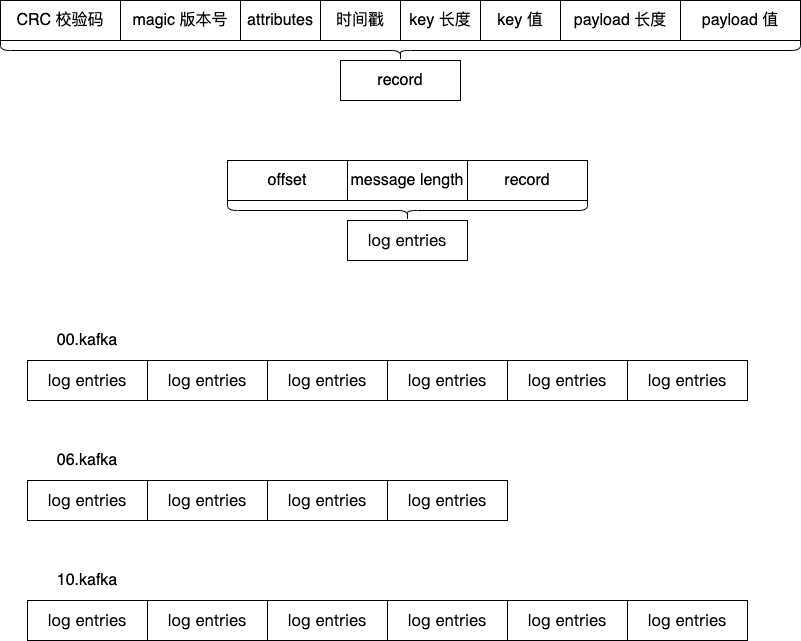 CRC 校验码 magic 版本号 attributes 时间戳 key 长度 key 值 payload 长度 payload 值
record
offset message length record
log entries
00.kafka
log entries log entries log entries log entries log entries log entries
06.kafka
log entries log entries log entries log entries
10.kafka
log entries log entries log entries log entries log entries log entries